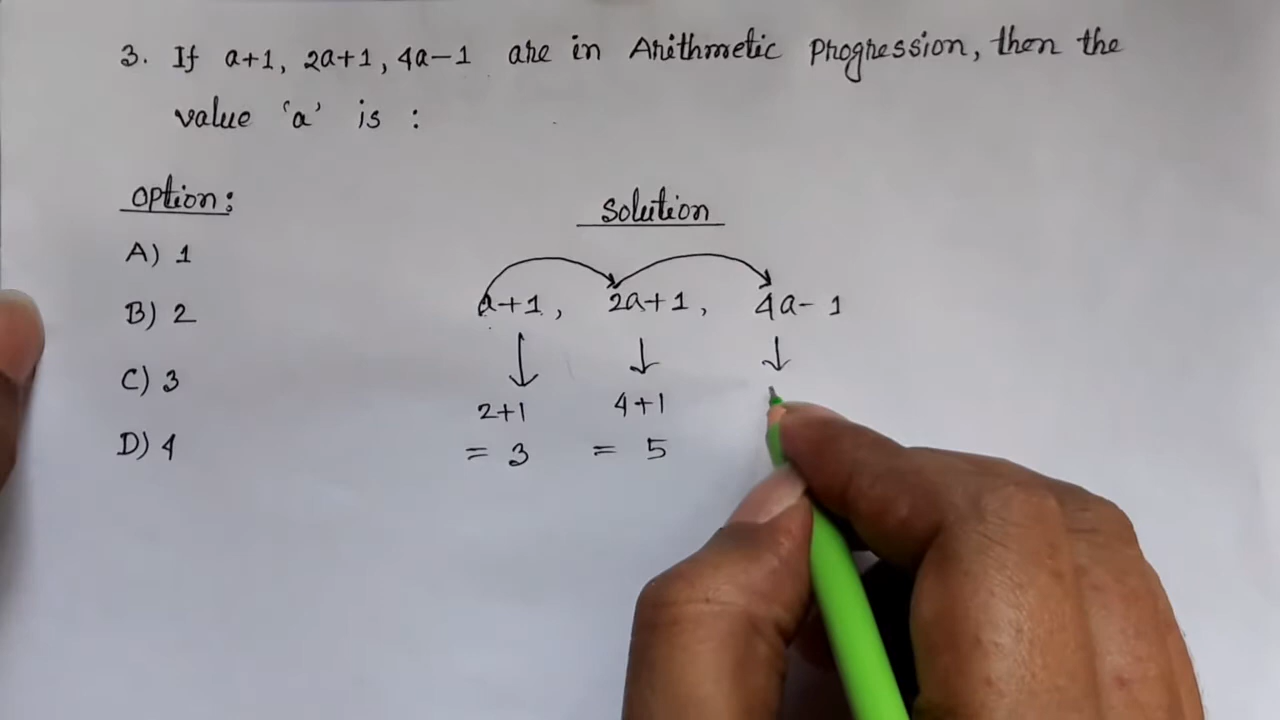 3. If a+1, 2a+1, 4a-1 are in Arithmetic Progression, then the
value 'a' is :
Option:
A) 1
B) 2
C) 3
D) 4
Solution
a+1, 2a+1, 4a-1
↓ ↓ ↓
2+1 4+1
= 3 = 5